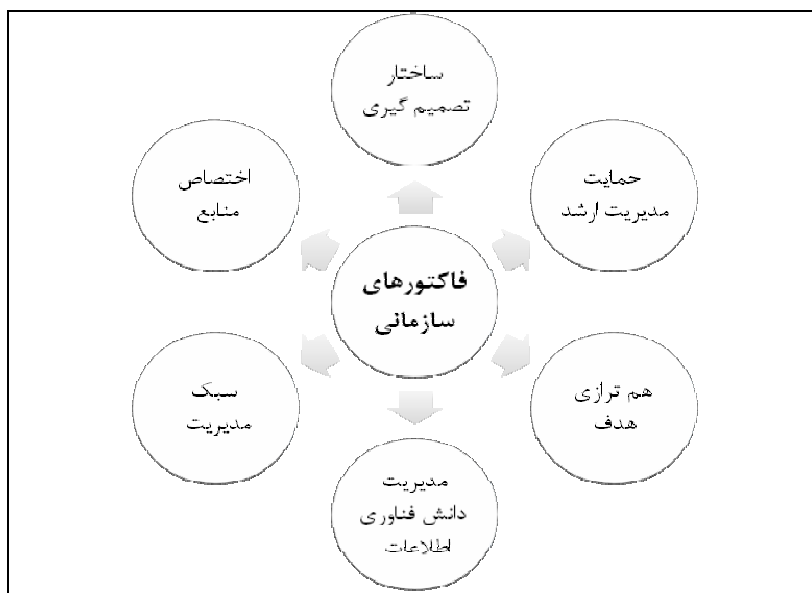 ساختار
تصمیم گیری
حمایت
مدیریت ارشد
اختصاص
منابع
فاکتورهای
سازمانی
هم ترازی
هدف
سبک
مدیریت
مدیریت
دانش فناوری
اطلاعات